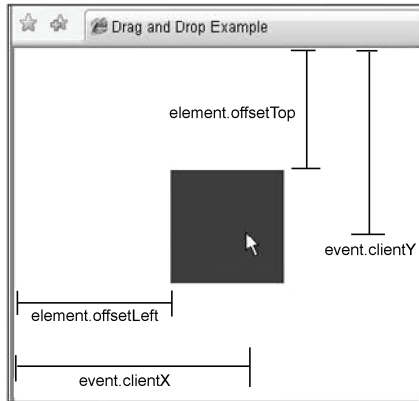 Drag and Drop Example
element.offsetTop
event.clientY
element.offsetLeft
event.clientX